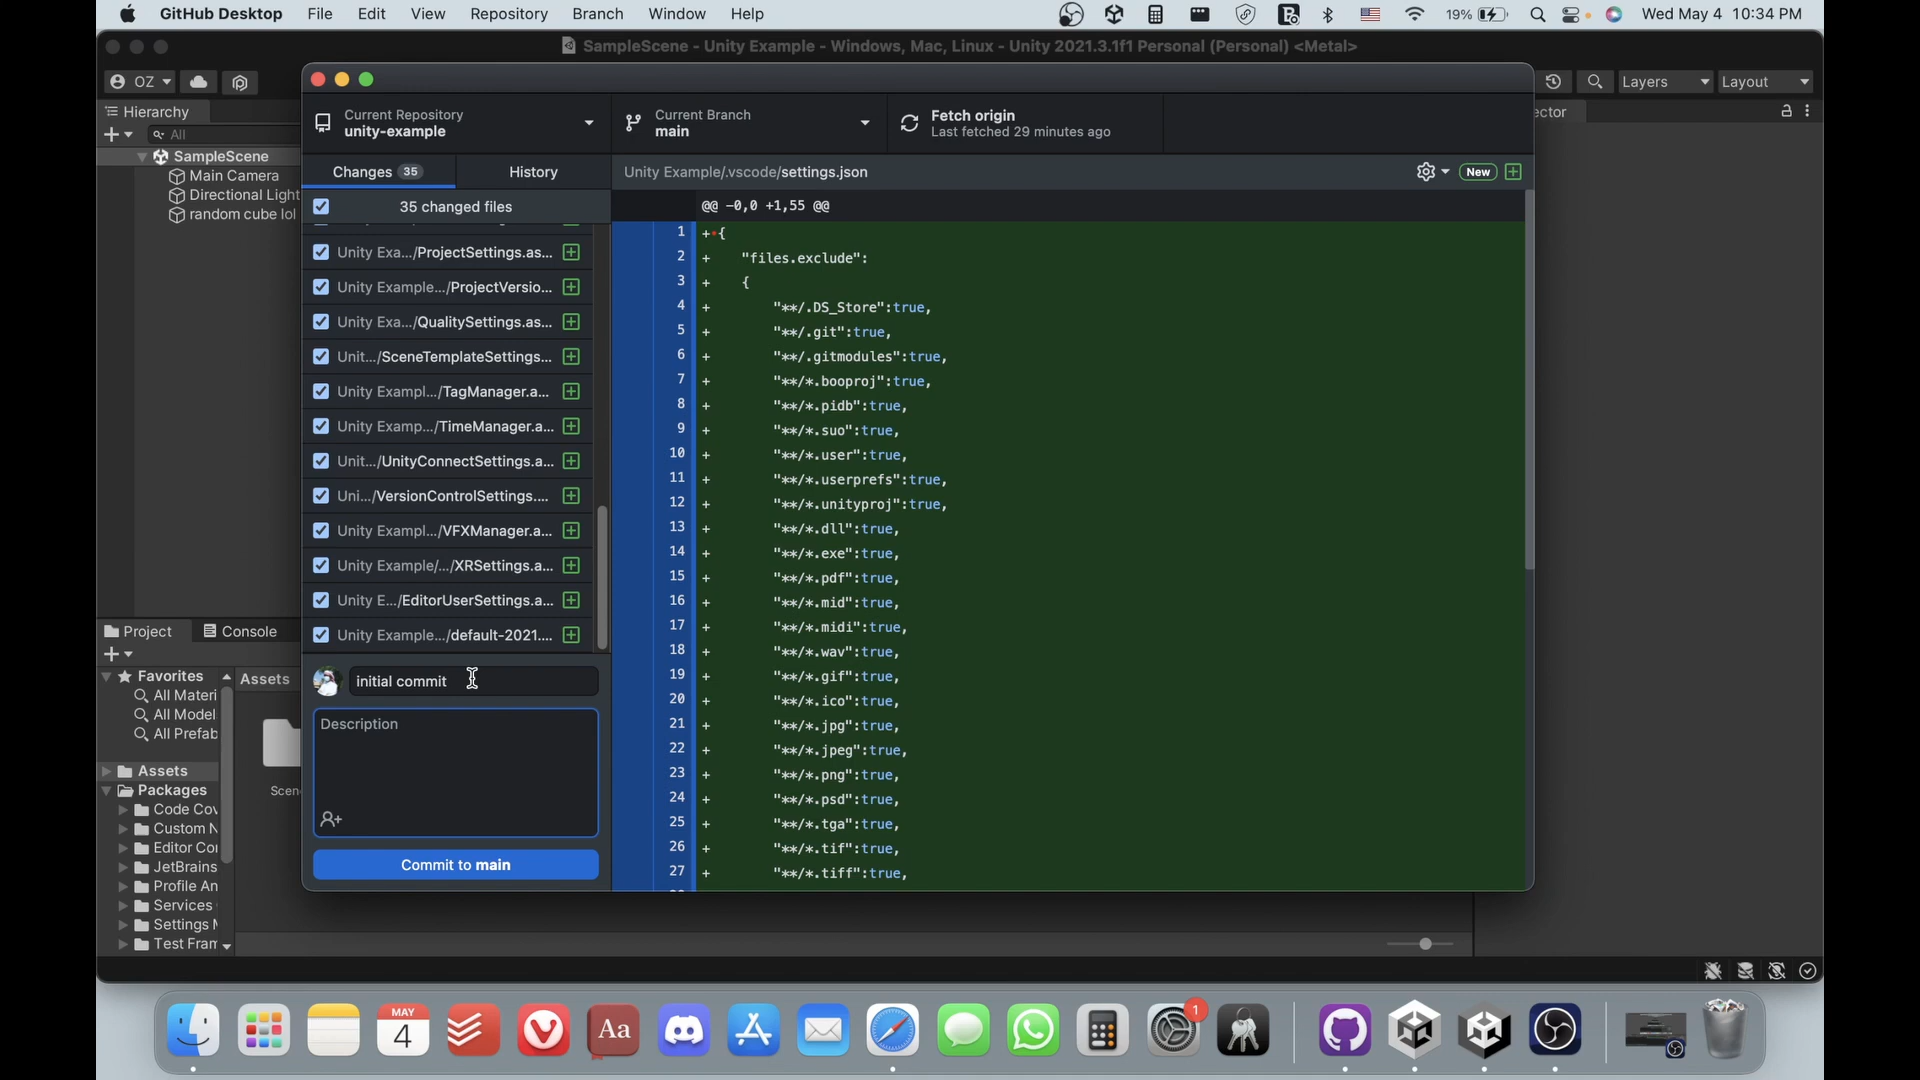 GitHub Desktop File Edit View Repository Branch Window Help 19% Wed May 4 10:34 PM
SampleScene - Unity Example - Windows, Mac, Linux - Unity 2021.3.1f1 Personal (Personal) <Metal>
OZ Layers Layout
Hierarchy
All
SampleScene
Main Camera
Directional Light
random cube lol
ector
Current Repository
unity-example
Current Branch
main
Fetch origin
Last fetched 29 minutes ago
Changes 35 History
Unity Example/.vscode/settings.json New
35 changed files
Unity Exa.../ProjectSettings.as...
Unity Example.../ProjectVersio...
Unity Exa.../QualitySettings.as...
Unit.../SceneTemplateSettings...
Unity Exampl.../TagManager.a...
Unity Examp.../TimeManager.a...
Unit.../UnityConnectSettings.a...
Uni.../VersionControlSettings....
Unity Exampl.../VFXManager.a...
Unity Example/.../XRSettings.a...
Unity E.../EditorUserSettings.a...
Unity Example.../default-2021....
initial commit
Description
Commit to main
@@ -0,0 +1,55 @@
1 +{
2 + "files.exclude":
3 + {
4 + "**/.DS_Store":true,
5 + "**/.git":true,
6 + "**/.gitmodules":true,
7 + "**/*.booproj":true,
8 + "**/*.pidb":true,
9 + "**/*.suo":true,
10 + "**/*.user":true,
11 + "**/*.userprefs":true,
12 + "**/*.unityproj":true,
13 + "**/*.dll":true,
14 + "**/*.exe":true,
15 + "**/*.pdf":true,
16 + "**/*.mid":true,
17 + "**/*.midi":true,
18 + "**/*.wav":true,
19 + "**/*.gif":true,
20 + "**/*.ico":true,
21 + "**/*.jpg":true,
22 + "**/*.jpeg":true,
23 + "**/*.png":true,
24 + "**/*.psd":true,
25 + "**/*.tga":true,
26 + "**/*.tif":true,
27 + "**/*.tiff":true,
Project Console
Favorites
All Materi
All Model
All Prefab
Assets
Packages
Code Cov
Custom N
Editor Cor
JetBrains
Profile An
Services
Settings M
Test Fram
Assets
Scen
MAY
4
Aa
1